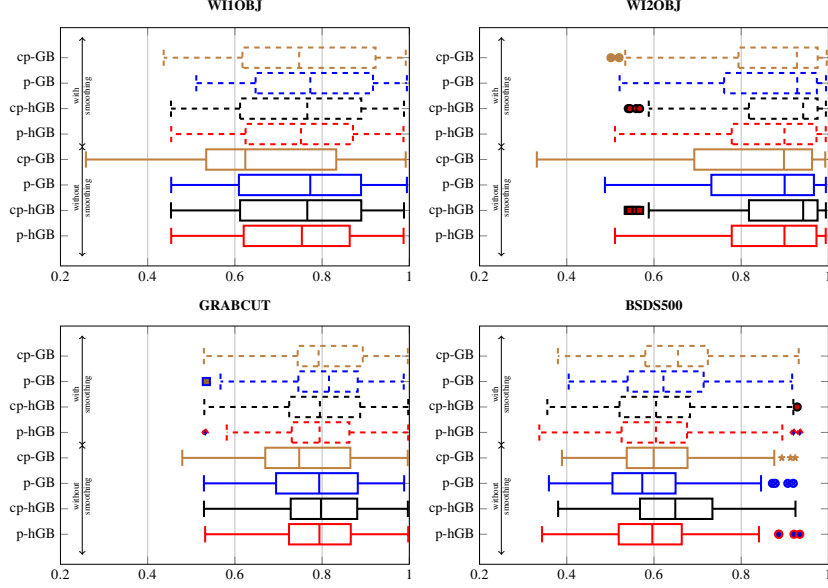 WI1OBJ
cp-GB
p-GB
cp-hGB
p-hGB
cp-GB
p-GB
cp-hGB
p-hGB
with
smoothing
without
smoothing
0.2 0.4 0.6 0.8 1
WI2OBJ
cp-GB
p-GB
cp-hGB
p-hGB
cp-GB
p-GB
cp-hGB
p-hGB
with
smoothing
without
smoothing
0.2 0.4 0.6 0.8 1
GRABCUT
cp-GB
p-GB
cp-hGB
p-hGB
cp-GB
p-GB
cp-hGB
p-hGB
with
smoothing
without
smoothing
0.2 0.4 0.6 0.8 1
BSDS500
cp-GB
p-GB
cp-hGB
p-hGB
cp-GB
p-GB
cp-hGB
p-hGB
with
smoothing
without
smoothing
0.2 0.4 0.6 0.8 1